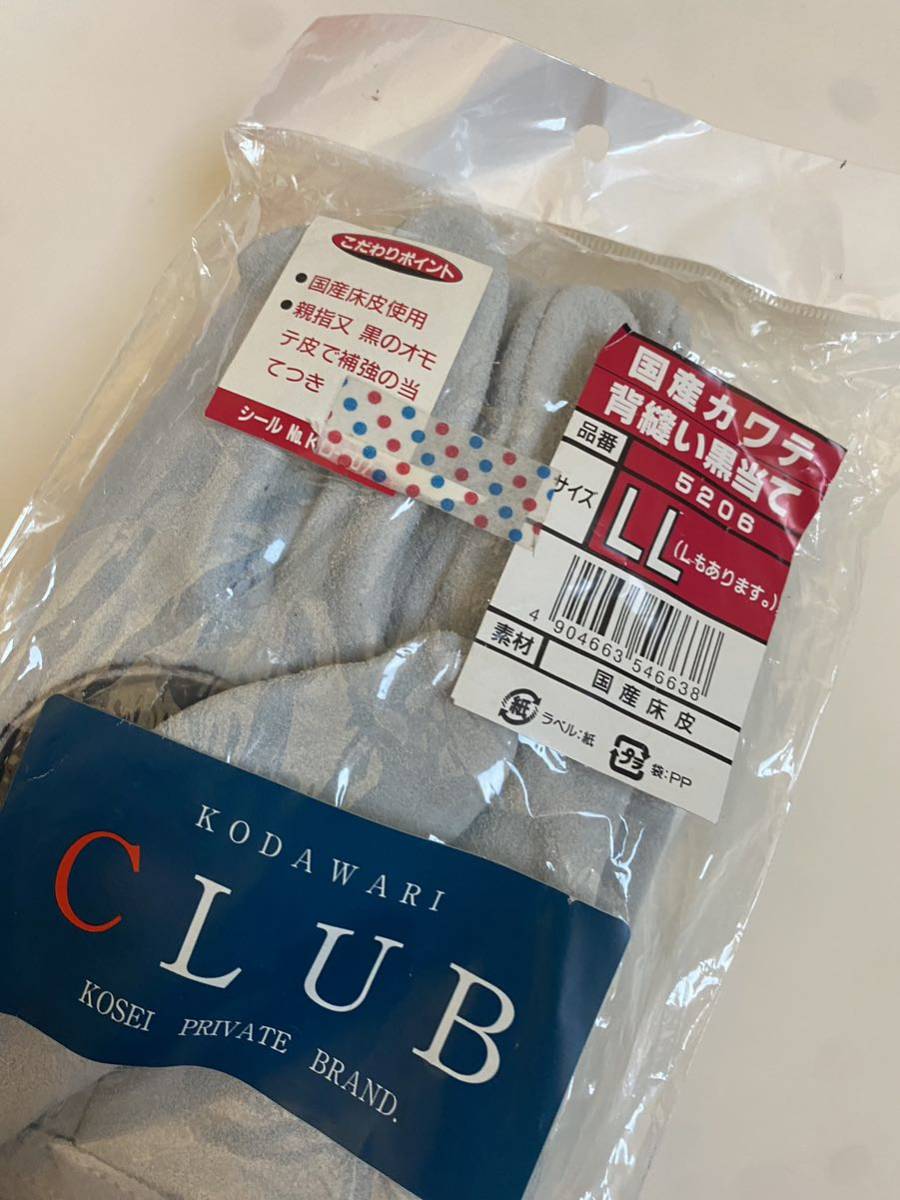 こだわりポイント
●国産床皮使用
●親指又 黒のオモ
テ皮で補強の当
てつき
シール No. K
国産カワテ
背縫い黒当て
品番
5206
サイズ
LL (Lもあります。)
4 904663 546638
素材
国産床皮
紙 ラベル:紙
プラ 袋:PP
KODAWARI
CLUB
KOSEI PRIVATE BRAND.